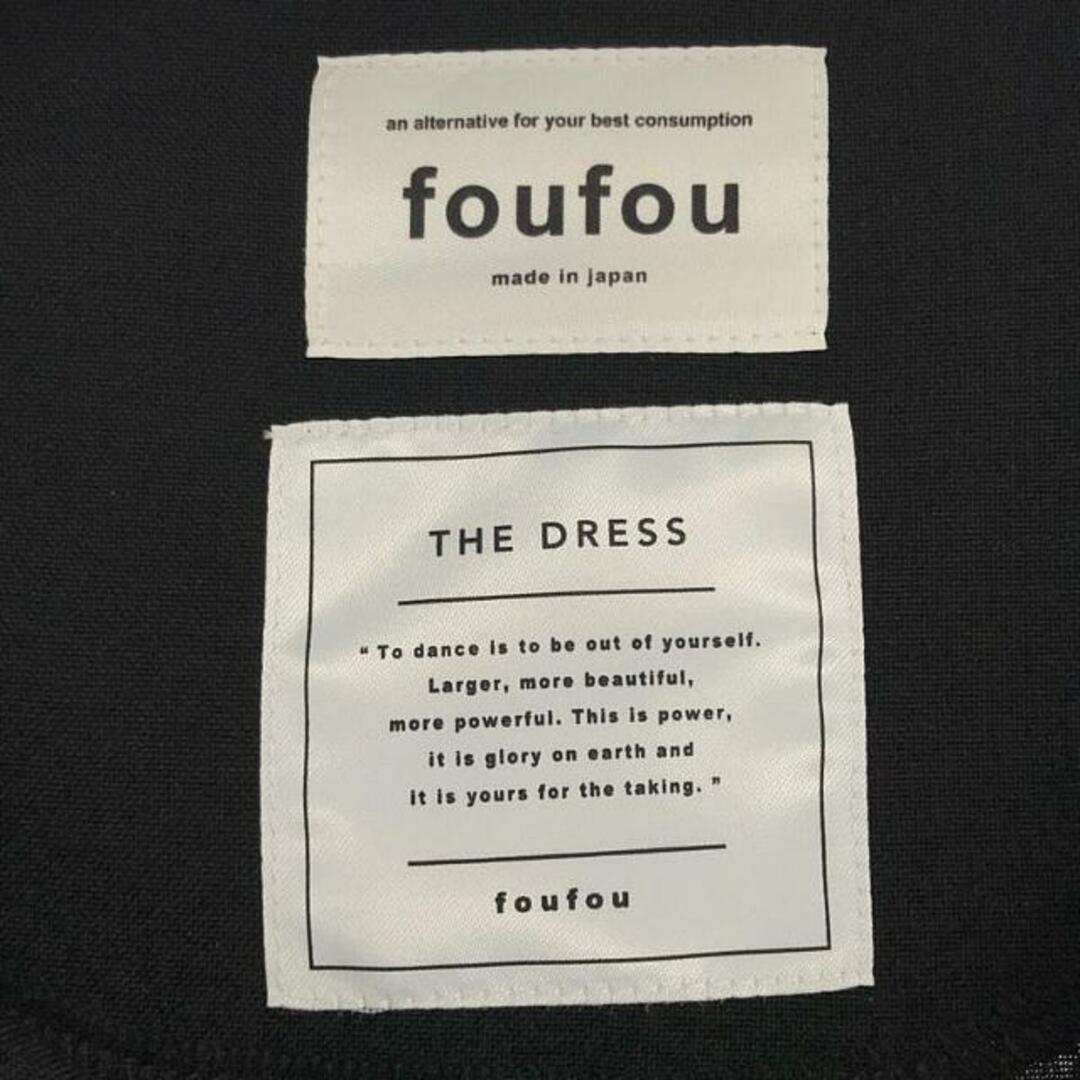 an alternative for your best consumption
foufou
made in japan
THE DRESS
“ To dance is to be out of yourself.
Larger, more beautiful,
more powerful. This is power,
it is glory on earth and
it is yours for the taking. ”
foufou